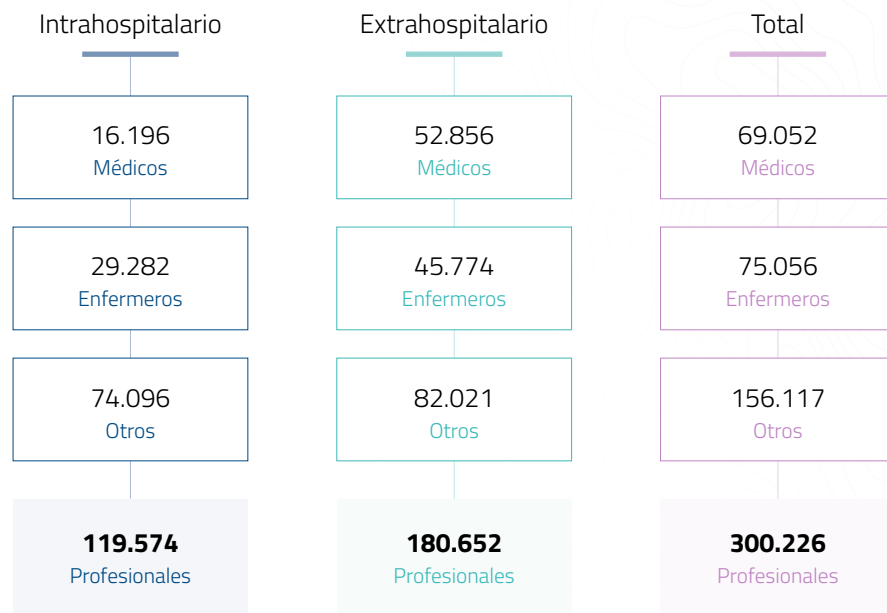 Intrahospitalario
16.196
Médicos
29.282
Enfermeros
74.096
Otros
119.574
Profesionales
Extrahospitalario
52.856
Médicos
45.774
Enfermeros
82.021
Otros
180.652
Profesionales
Total
69.052
Médicos
75.056
Enfermeros
156.117
Otros
300.226
Profesionales